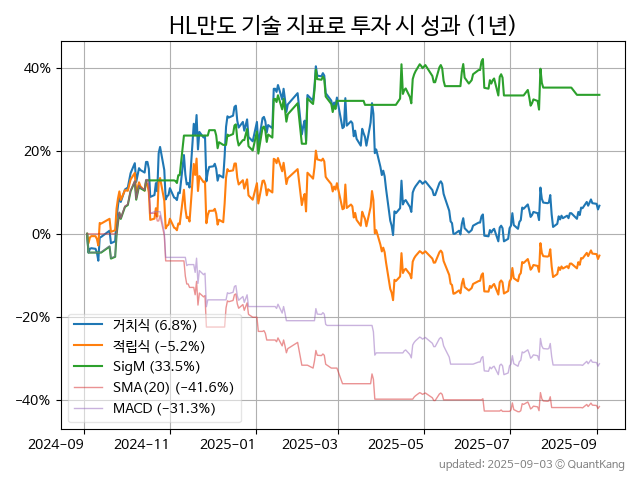 HL만도 기술 지표로 투자 시 성과 (1년)
40%
20%
0%
−20%
−40%
거치식 (6.8%)
적립식 (−5.2%)
SigM (33.5%)
SMA(20) (−41.6%)
MACD (−31.3%)
2024-09 2024-11 2025-01 2025-03 2025-05 2025-07 2025-09
updated: 2025-09-03 © QuantKang